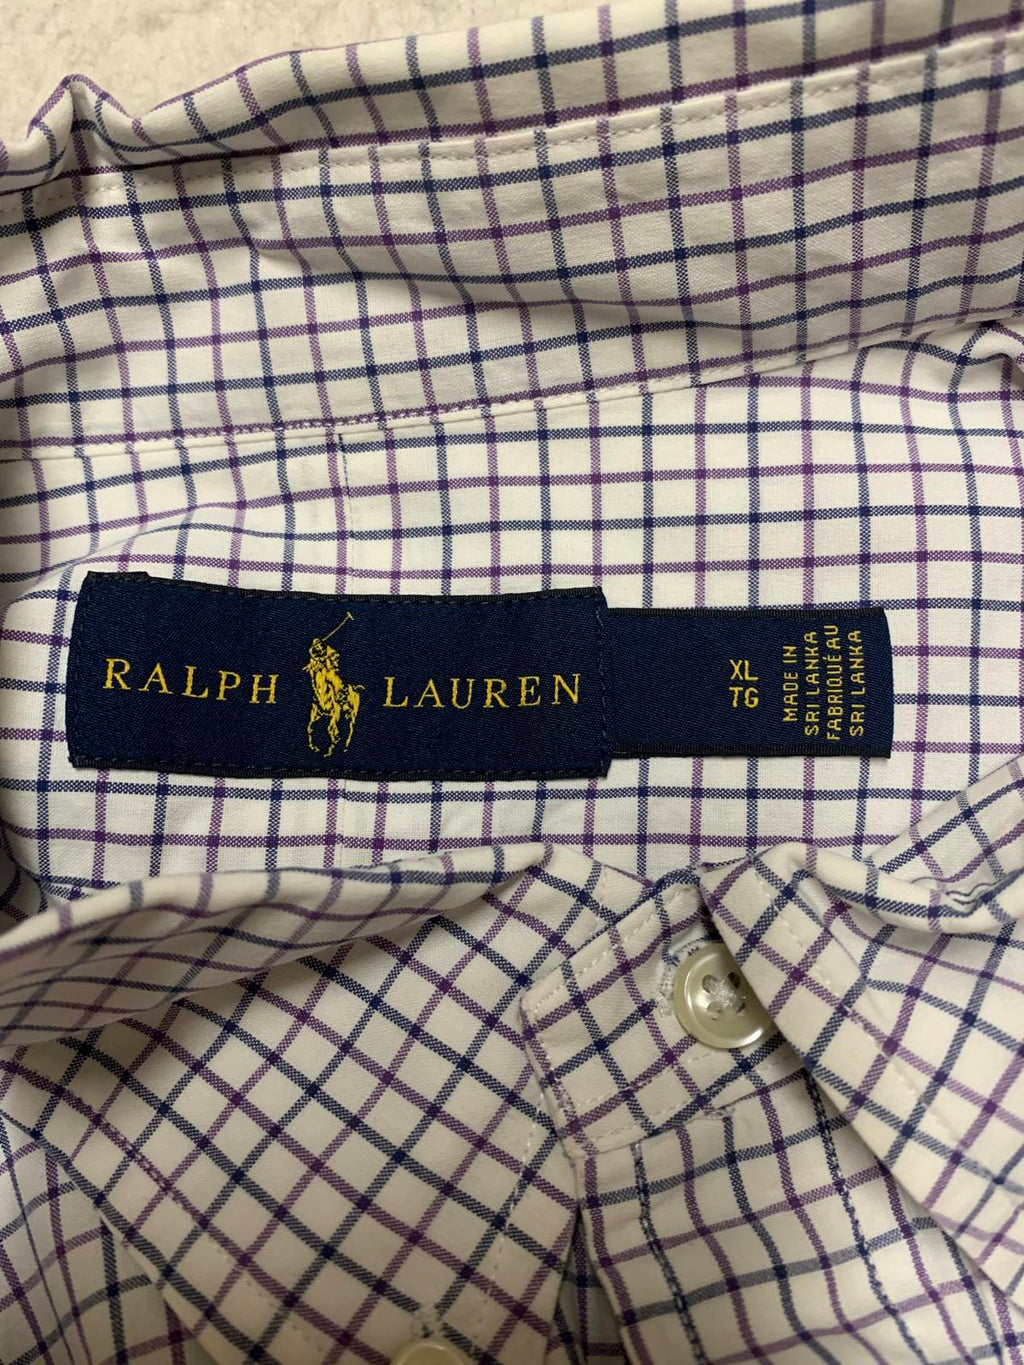 RALPH LAUREN
XL
TG
MADE IN
SRI LANKA
FABRIQUÉ AU
SRI LANKA